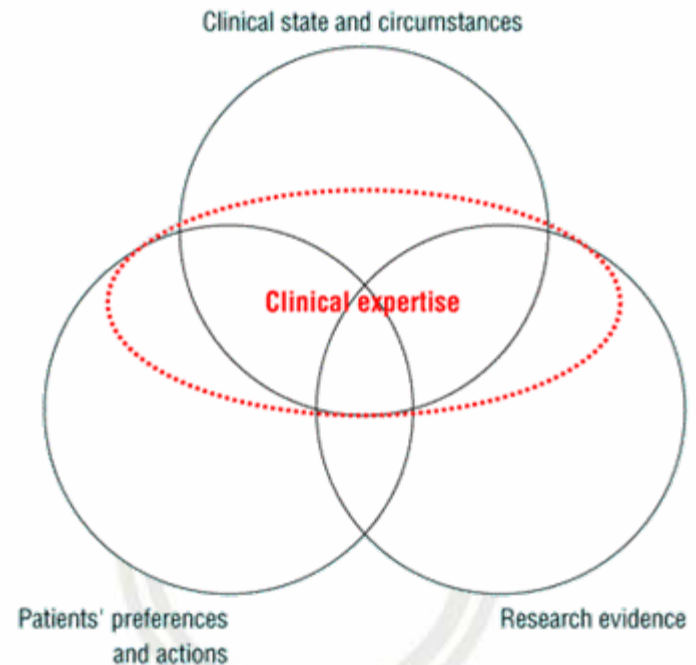 Clinical state and circumstances
Clinical expertise
Patients' preferences
and actions
Research evidence